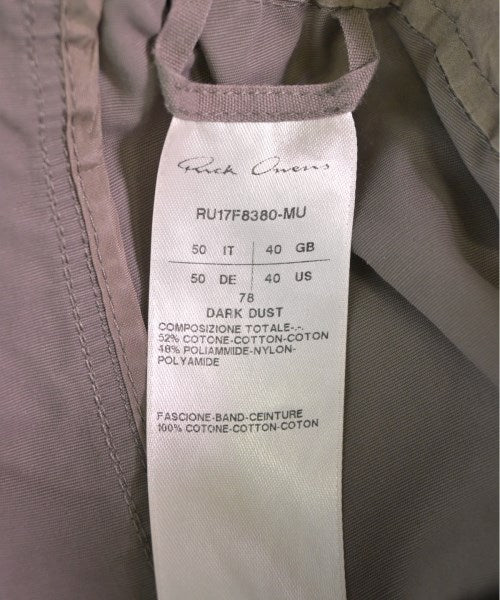 Rick Owens
RU17F8380-MU
50 IT 40 GB
50 DE 40 US
78
DARK DUST
COMPOSIZIONE TOTALE-.-.
52% COTONE-COTTON-COTON
48% POLIAMMIDE-NYLON-
POLYAMIDE
FASCIONE-BAND-CEINTURE
100% COTONE-COTTON-COTON